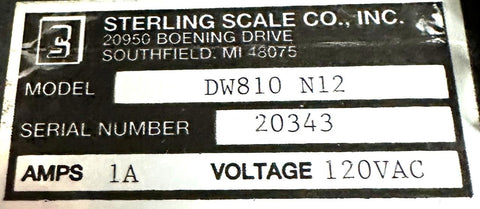 S STERLING SCALE CO., INC.
20950 BOENING DRIVE
SOUTHFIELD, MI 48075
MODEL DW810 N12
SERIAL NUMBER 20343
AMPS 1A VOLTAGE 120VAC